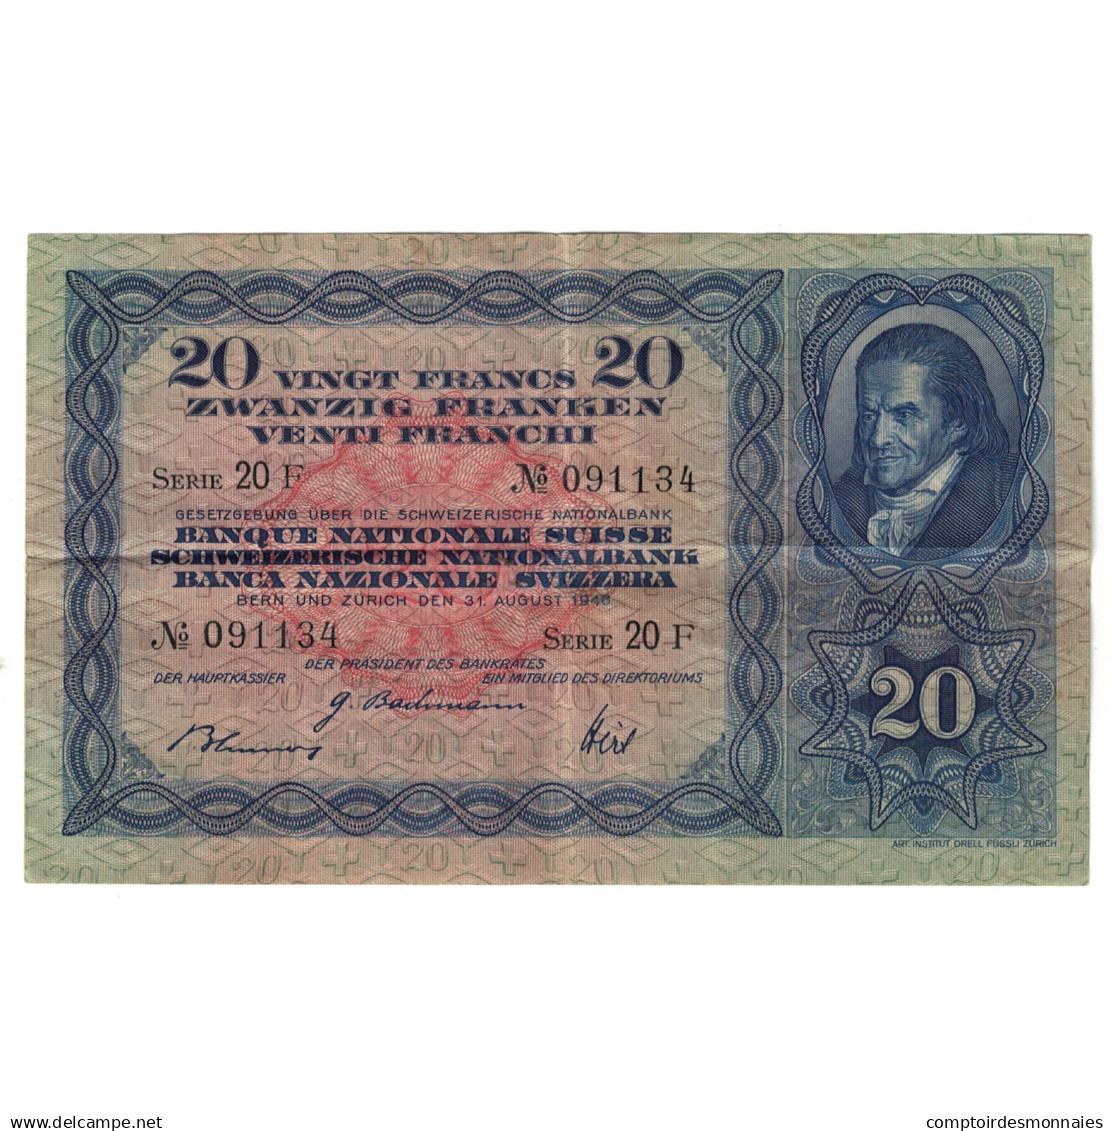 20 VINGT FRANCS 20
ZWANZIG FRANKEN
VENTI FRANCHI
SERIE 20 F № 091134
GESETZGEBUNG ÜBER DIE SCHWEIZERISCHE NATIONALBANK
BANQUE NATIONALE SUISSE
SCHWEIZERISCHE NATIONALBANK
BANCA NAZIONALE SVIZZERA
BERN UND ZÜRICH DEN 31. AUGUST 1946
№ 091134 SERIE 20 F
DER PRÄSIDENT DES BANKRATES
DER HAUPTKASSIER EIN MITGLIED DES DIREKTORIUMS
G. Bachmann
Hirs
20
ART. INSTITUT ORELL FÜSSLI ZÜRICH
www.delcampe.net
comptoirdesmonnaies